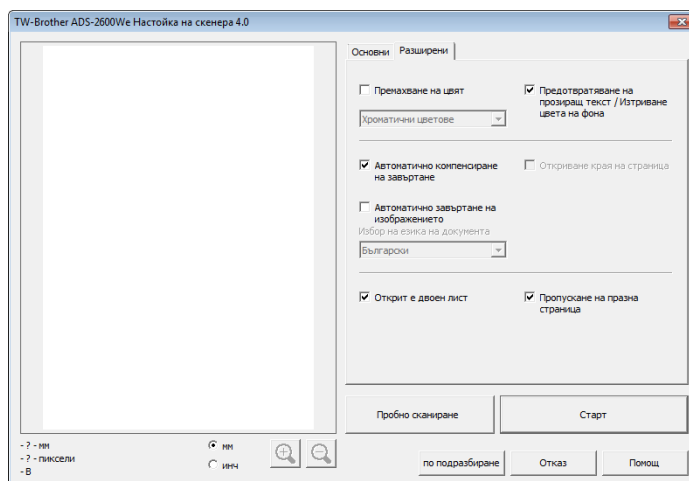 TW-Brother ADS-2600We Настойка на скенера 4.0
Основни
Разширени
Премахване на цвят
Хроматични цветове
Предотвратяване на
прозиращ текст / Изтриване
цвета на фона
Автоматично компенсиране
на завъртане
Откриване края на страница
Автоматично завъртане на
изображението
Избор на езика на документа
Български
Открит е двоен лист
Пропускане на празна
страница
Пробно сканиране
Старт
- ? - мм
- ? - пиксели
- B
мм
инч
по подразбиране
Отказ
Помощ